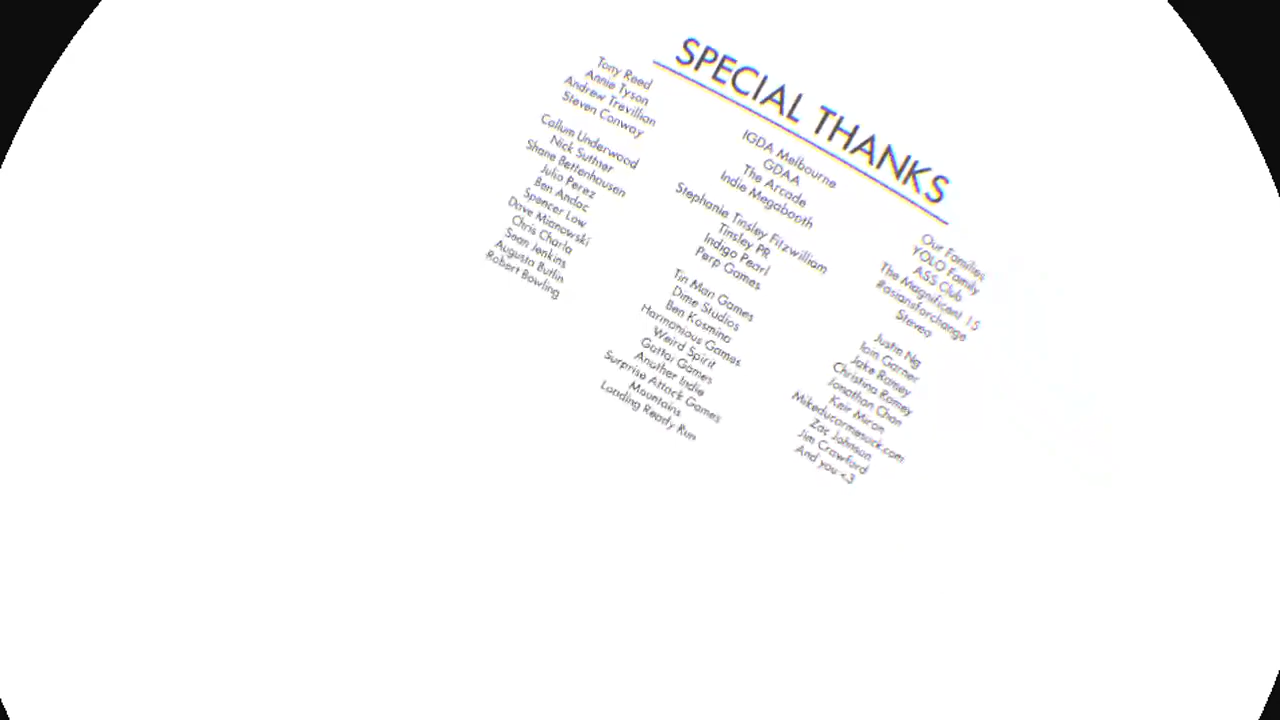 SPECIAL THANKS
Tony Reed
Annie Tyson
Andrew Trevillian
Steven Conway
Callum Underwood
Nick Suttner
Shane Bettenhausen
Julio Perez
Ben Andac
Spencer Low
Dave Mianowski
Chris Charla
Sean Jenkins
Augusta Butlin
Robert Bowling
IGDA Melbourne
GDAA
The Arcade
Indie Megabooth
Stephanie Tinsley Fitzwilliam
Tinsley PR
Indigo Pearl
Perp Games
Tin Man Games
Dime Studios
Ben Kosmina
Harmonious Games
Weird Spirit
Gattai Games
Another Indie
Surprise Attack Games
Mountains
Loading Ready Run
Our Families
YOLO Family
ASS Club
The Magnificent 15
#asiansforchange
Steveq
Justin Ng
Iain Garner
Jake Ramey
Christina Ramey
Jonathan Chan
Keir Miron
Mikeducarmesack.com
Zac Johnson
Jim Crawford
And you <3